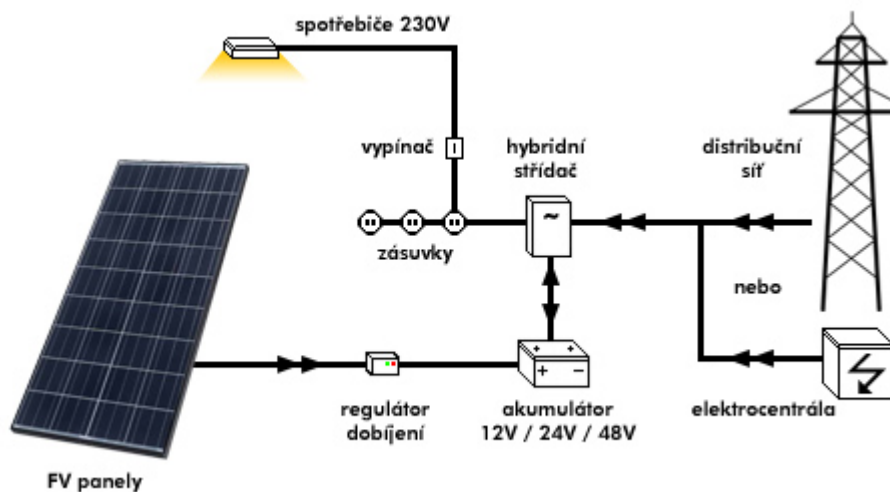 spotřebiče 230V
vypínač
hybridní
střídač
distribuční
síť
zásuvky
nebo
regulátor
dobíjení
akumulátor
12V / 24V / 48V
elektrocentrála
FV panely